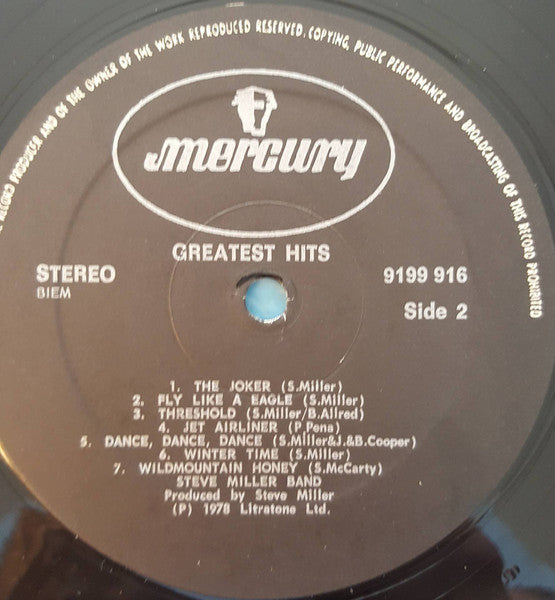 RECORD PRODUCER AND OF THE OWNER OF THE WORK REPRODUCED RESERVED. COPYING, PUBLIC PERFORMANCE AND BROADCASTING OF THIS RECORD PROHIBITED
mercury
GREATEST HITS
STEREO
BIEM
9199 916
Side 2
1. THE JOKER (S.Miller)
2. FLY LIKE A EAGLE (S.Miller)
3. THRESHOLD (S.Miller/B.Allred)
4. JET AIRLINER (P.Pena)
5. DANCE, DANCE, DANCE (S.Miller&J.&B.Cooper)
6. WINTER TIME (S.Miller)
7. WILDMOUNTAIN HONEY (S.McCarty)
STEVE MILLER BAND
Produced by Steve Miller
(P) 1978 Litratone Ltd.